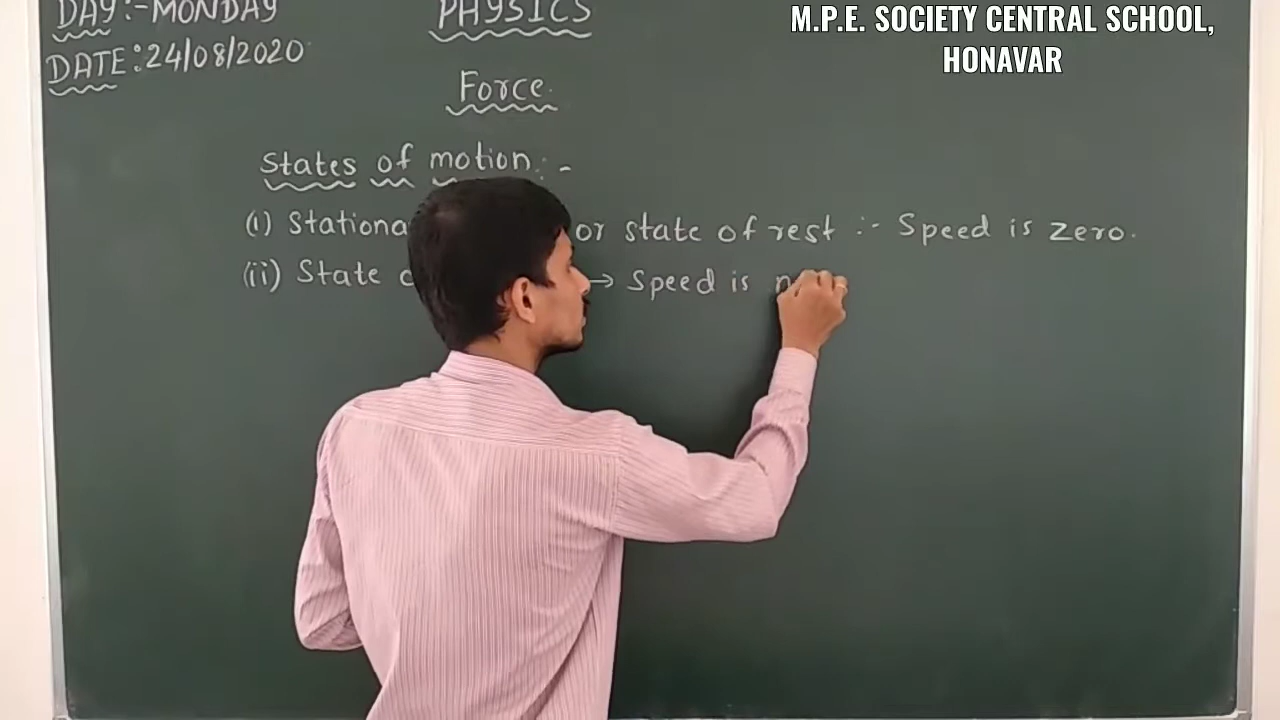 DAY:-MONDAY
DATE:24/08/2020
PHYSICS
M.P.E. SOCIETY CENTRAL SCHOOL,
HONAVAR
Force.
States of motion:-
(i) Stationa or state of rest :- Speed is zero.
(ii) State → Speed is